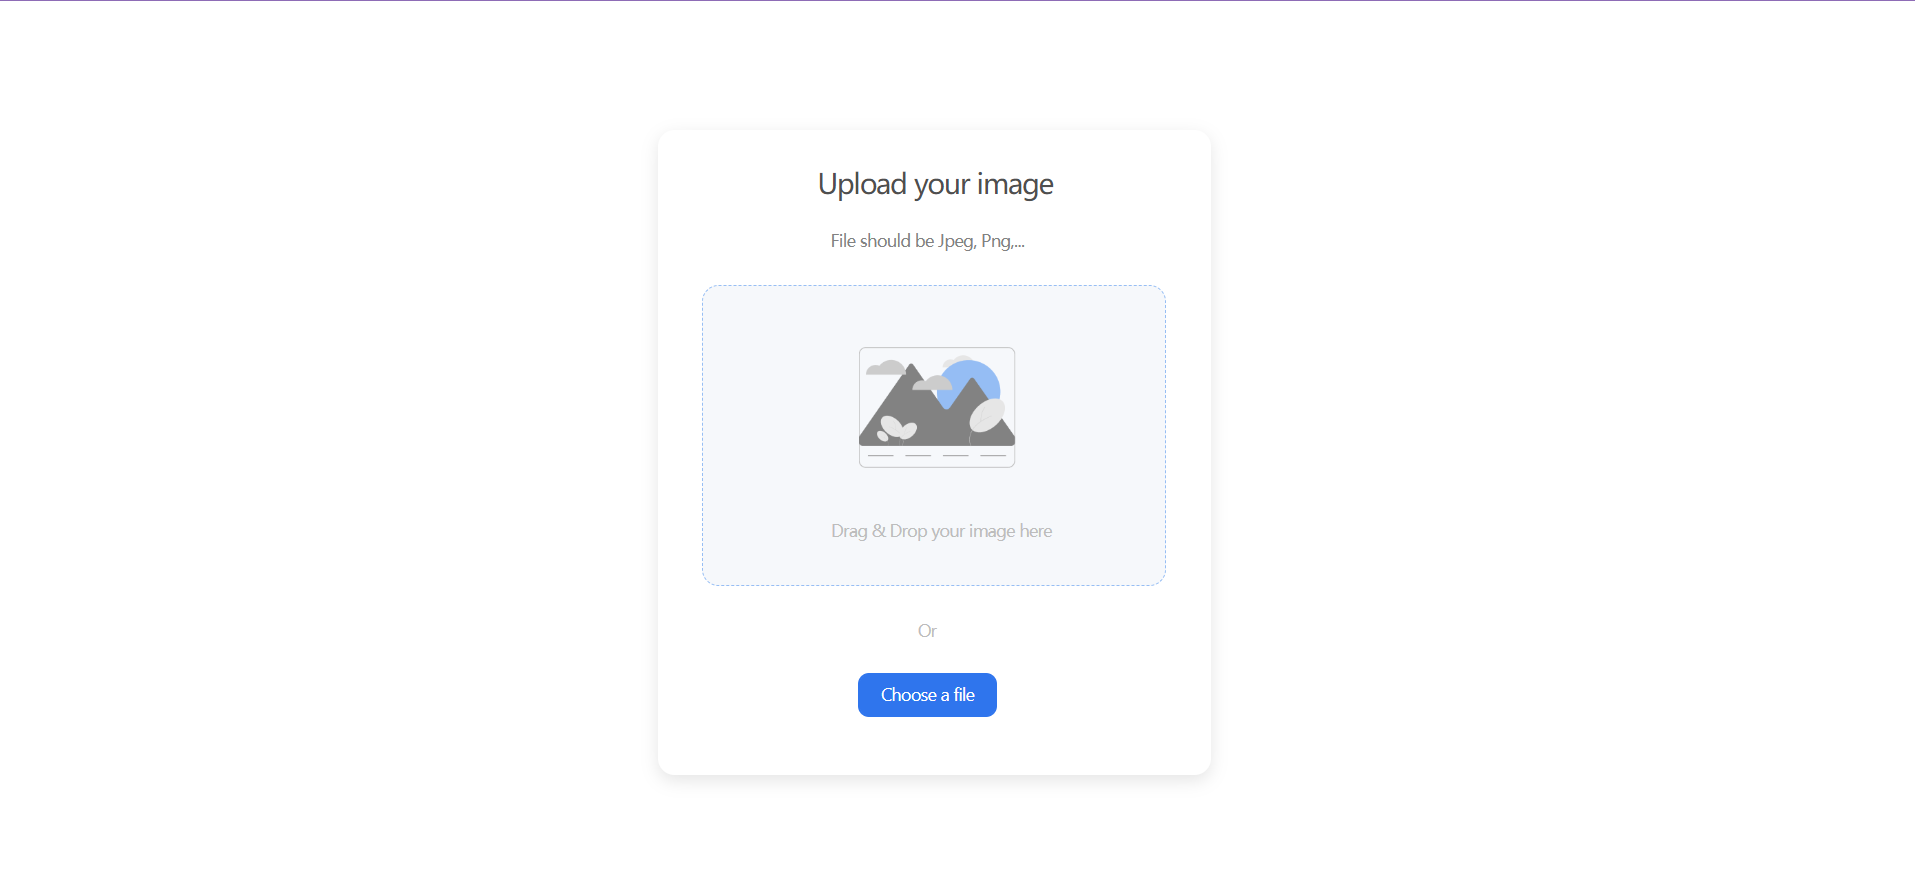 Upload your image
File should be Jpeg, Png,...
Drag & Drop your image here
Or
Choose a file